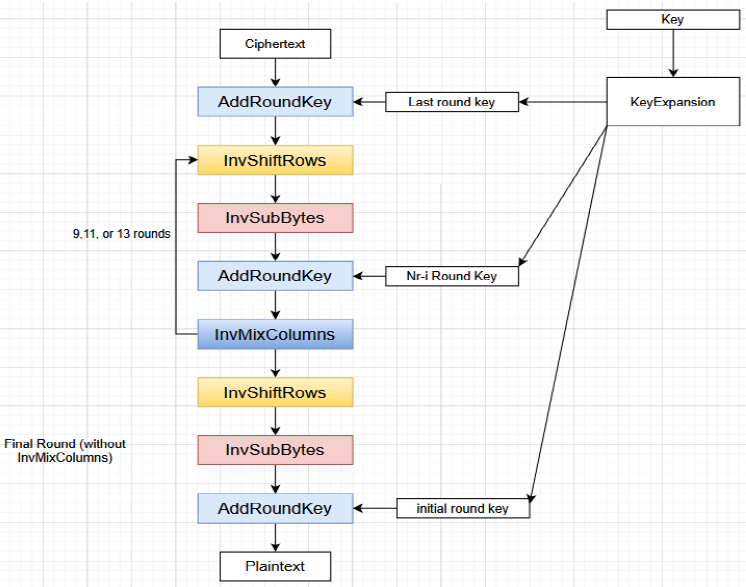 Key
Ciphertext
AddRoundKey
Last round key
KeyExpansion
InvShiftRows
InvSubBytes
9,11, or 13 rounds
AddRoundKey
Nr-i Round Key
InvMixColumns
InvShiftRows
Final Round (without
InvMixColumns)
InvSubBytes
AddRoundKey
initial round key
Plaintext